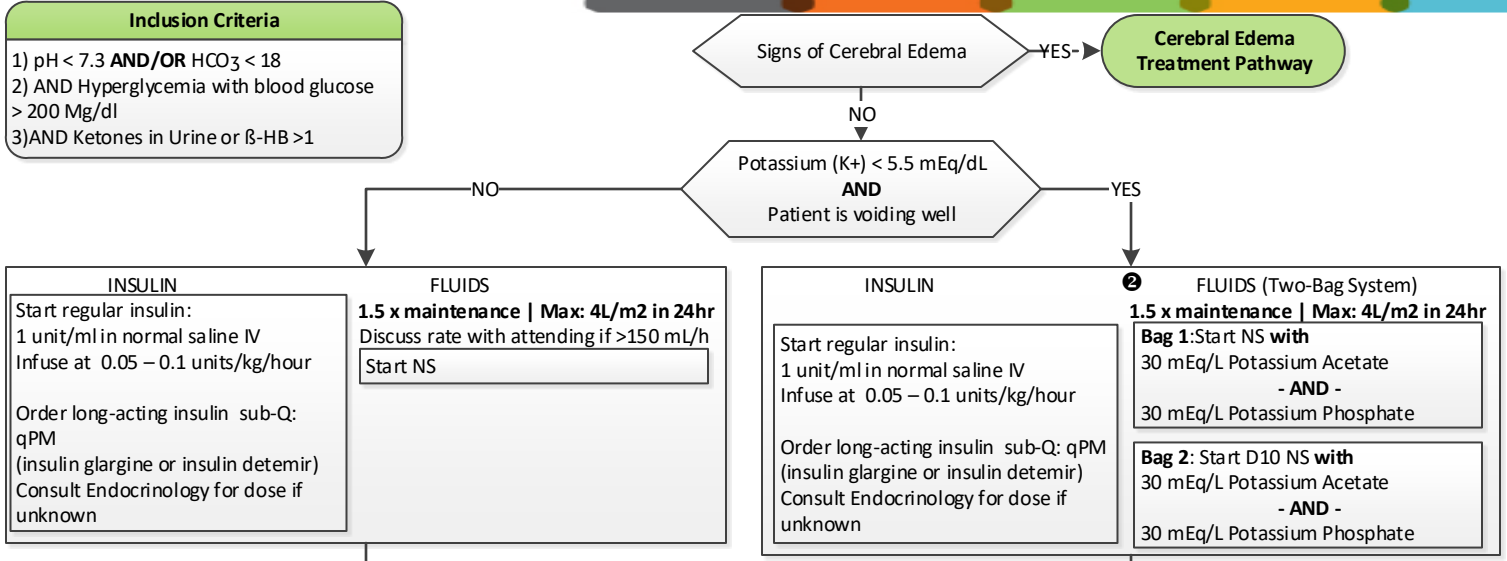 Inclusion Criteria
1) pH < 7.3 AND/OR HCO3 < 18
2) AND Hyperglycemia with blood glucose
> 200 Mg/dl
3)AND Ketones in Urine or ß-HB >1
Signs of Cerebral Edema
YES
Cerebral Edema
Treatment Pathway
NO
Potassium (K+) < 5.5 mEq/dL
AND
Patient is voiding well
NO
YES
INSULIN
Start regular insulin:
1 unit/ml in normal saline IV
Infuse at 0.05 – 0.1 units/kg/hour
Order long-acting insulin sub-Q:
qPM
(insulin glargine or insulin detemir)
Consult Endocrinology for dose if
unknown
FLUIDS
1.5 x maintenance | Max: 4L/m2 in 24hr
Discuss rate with attending if >150 mL/h
Start NS
INSULIN
Start regular insulin:
1 unit/ml in normal saline IV
Infuse at 0.05 – 0.1 units/kg/hour
Order long-acting insulin sub-Q: qPM
(insulin glargine or insulin detemir)
Consult Endocrinology for dose if
unknown
❷ FLUIDS (Two-Bag System)
1.5 x maintenance | Max: 4L/m2 in 24hr
Bag 1:Start NS with
30 mEq/L Potassium Acetate
- AND -
30 mEq/L Potassium Phosphate
Bag 2: Start D10 NS with
30 mEq/L Potassium Acetate
- AND -
30 mEq/L Potassium Phosphate